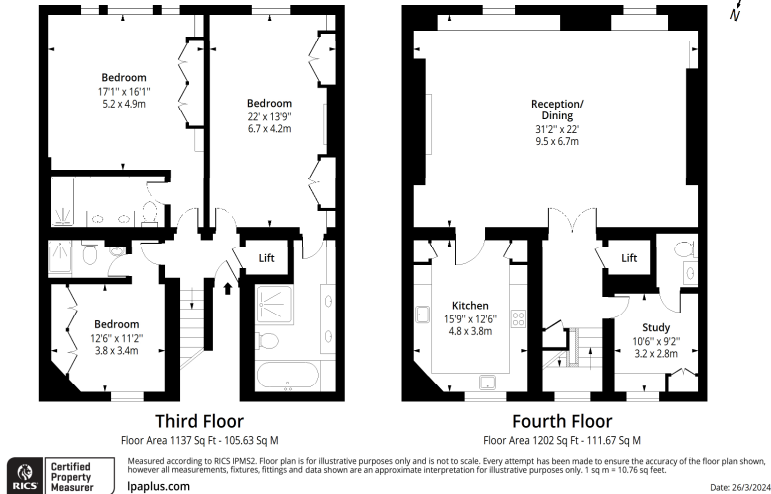 N
Bedroom
17'1" x 16'1"
5.2 x 4.9m
Bedroom
22' x 13'9"
6.7 x 4.2m
Lift
Bedroom
12'6" x 11'2"
3.8 x 3.4m
Reception/
Dining
31'2" x 22'
9.5 x 6.7m
Lift
Kitchen
15'9" x 12'6"
4.8 x 3.8m
Study
10'6" x 9'2"
3.2 x 2.8m
Third Floor
Floor Area 1137 Sq Ft - 105.63 M
Fourth Floor
Floor Area 1202 Sq Ft - 111.67 M
RICS
Certified
Property
Measurer
Measured according to RICS IPMS2. Floor plan is for illustrative purposes only and is not to scale. Every attempt has been made to ensure the accuracy of the floor plan shown,
however all measurements, fixtures, fittings and data shown are an approximate interpretation for illustrative purposes only. 1 sq m = 10.76 sq feet.
lpaplus.com
Date: 26/3/2024